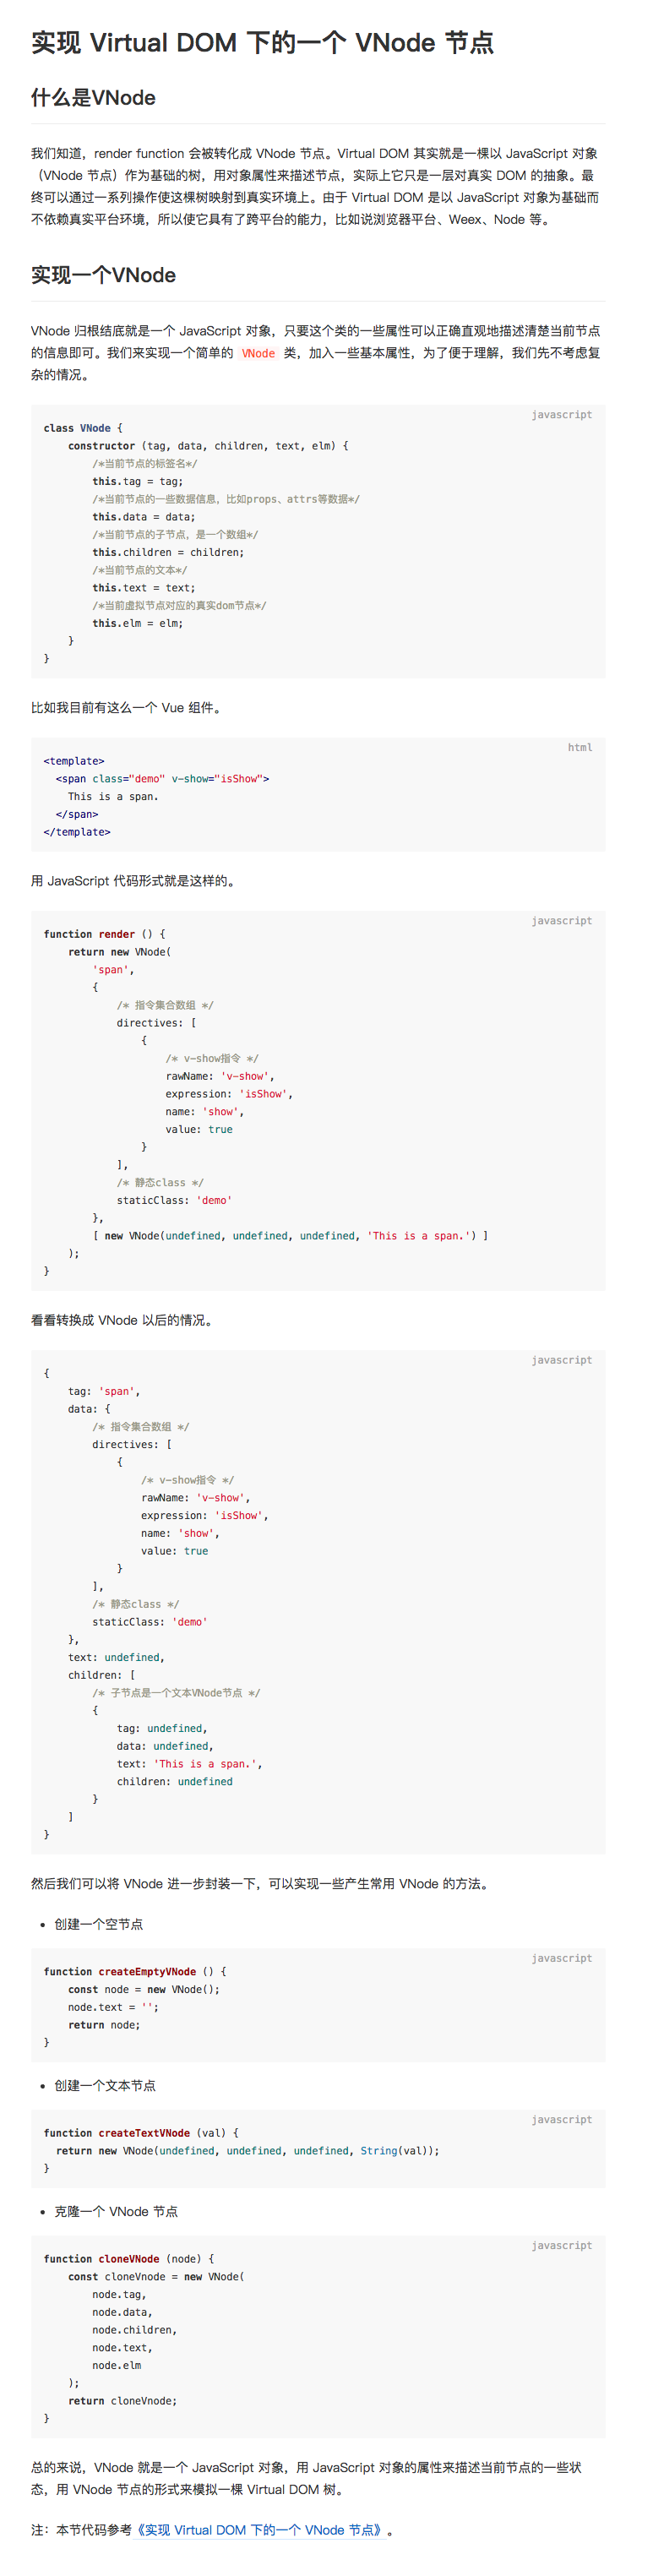 实现 Virtual DOM 下的一个 VNode 节点
什么是VNode
我们知道，render function 会被转化成 VNode 节点。Virtual DOM 其实就是一棵以 JavaScript 对象
（VNode 节点）作为基础的树，用对象属性来描述节点，实际上它只是一层对真实 DOM 的抽象。最
终可以通过一系列操作使这棵树映射到真实环境上。由于 Virtual DOM 是以 JavaScript 对象为基础而
不依赖真实平台环境，所以使它具有了跨平台的能力，比如说浏览器平台、Weex、Node 等。
实现一个VNode
VNode 归根结底就是一个 JavaScript 对象，只要这个类的一些属性可以正确直观地描述清楚当前节点
的信息即可。我们来实现一个简单的 VNode 类，加入一些基本属性，为了便于理解，我们先不考虑复
杂的情况。
javascript
class VNode {
    constructor (tag, data, children, text, elm) {
        /*当前节点的标签名*/
        this.tag = tag;
        /*当前节点的一些数据信息，比如props、attrs等数据*/
        this.data = data;
        /*当前节点的子节点，是一个数组*/
        this.children = children;
        /*当前节点的文本*/
        this.text = text;
        /*当前虚拟节点对应的真实dom节点*/
        this.elm = elm;
    }
}
比如我目前有这么一个 Vue 组件。
html
<template>
  <span class="demo" v-show="isShow">
    This is a span.
  </span>
</template>
用 JavaScript 代码形式就是这样的。
javascript
function render () {
    return new VNode(
        'span',
        {
            /* 指令集合数组 */
            directives: [
                {
                    /* v-show指令 */
                    rawName: 'v-show',
                    expression: 'isShow',
                    name: 'show',
                    value: true
                }
            ],
            /* 静态class */
            staticClass: 'demo'
        },
        [ new VNode(undefined, undefined, undefined, 'This is a span.') ]
    );
}
看看转换成 VNode 以后的情况。
javascript
{
    tag: 'span',
    data: {
        /* 指令集合数组 */
        directives: [
            {
                /* v-show指令 */
                rawName: 'v-show',
                expression: 'isShow',
                name: 'show',
                value: true
            }
        ],
        /* 静态class */
        staticClass: 'demo'
    },
    text: undefined,
    children: [
        /* 子节点是一个文本VNode节点 */
        {
            tag: undefined,
            data: undefined,
            text: 'This is a span.',
            children: undefined
        }
    ]
}
然后我们可以将 VNode 进一步封装一下，可以实现一些产生常用 VNode 的方法。
• 创建一个空节点
javascript
function createEmptyVNode () {
    const node = new VNode();
    node.text = '';
    return node;
}
• 创建一个文本节点
javascript
function createTextVNode (val) {
  return new VNode(undefined, undefined, undefined, String(val));
}
• 克隆一个 VNode 节点
javascript
function cloneVNode (node) {
    const cloneVnode = new VNode(
        node.tag,
        node.data,
        node.children,
        node.text,
        node.elm
    );
    return cloneVnode;
}
总的来说，VNode 就是一个 JavaScript 对象，用 JavaScript 对象的属性来描述当前节点的一些状
态，用 VNode 节点的形式来模拟一棵 Virtual DOM 树。
注：本节代码参考《实现 Virtual DOM 下的一个 VNode 节点》。